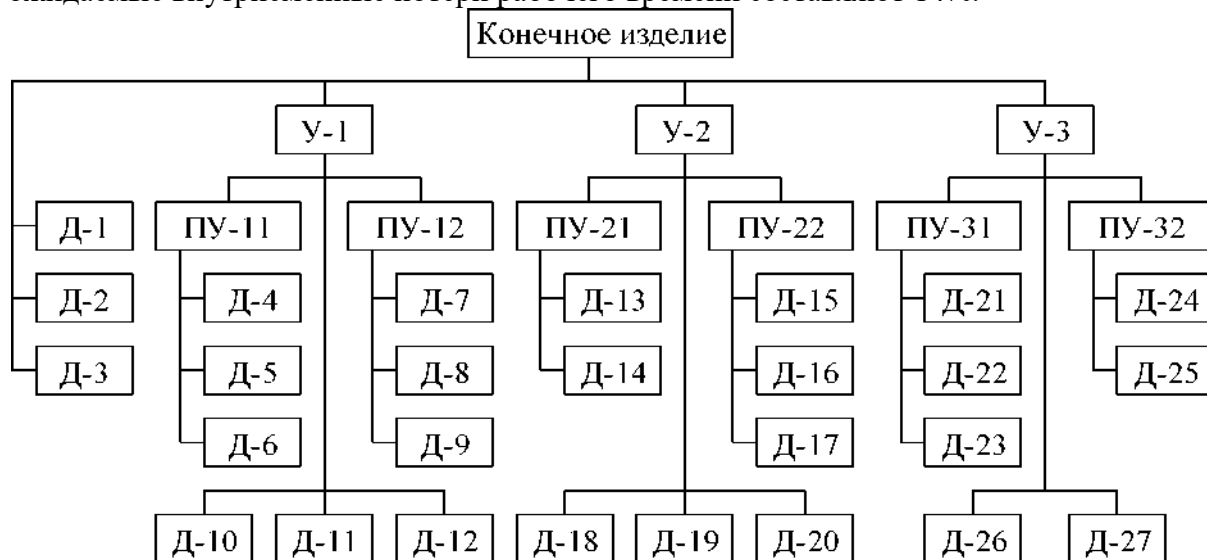 Конечное изделие
У-1 У-2 У-3
Д-1 ПУ-11 ПУ-12 ПУ-21 ПУ-22 ПУ-31 ПУ-32
Д-2 Д-4 Д-7 Д-13 Д-15 Д-21 Д-24
Д-3 Д-5 Д-8 Д-14 Д-16 Д-22 Д-25
Д-6 Д-9 Д-17 Д-23
Д-10 Д-11 Д-12 Д-18 Д-19 Д-20 Д-26 Д-27